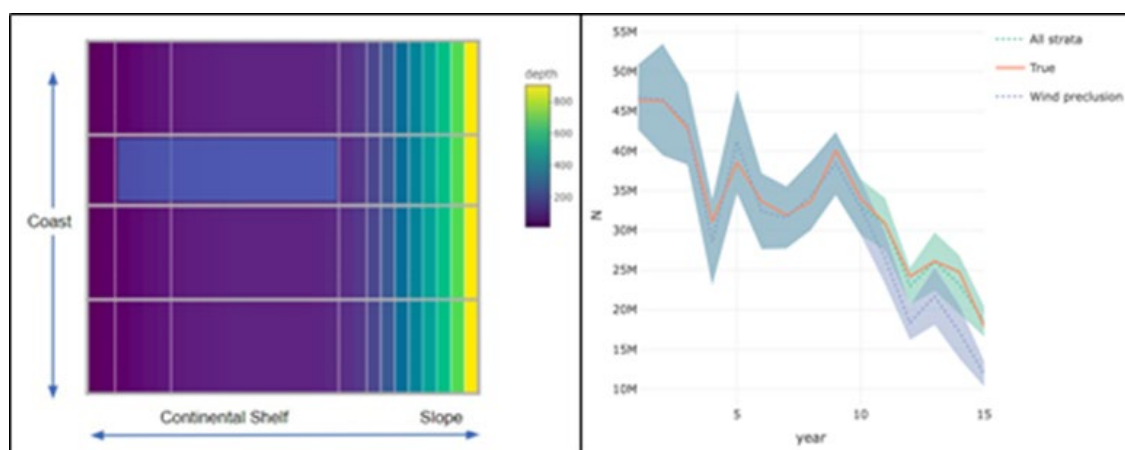 depth
800
600
400
200
Coast
Continental Shelf
Slope
55M
50M
45M
40M
35M
30M
25M
20M
15M
10M
N
5
10
15
year
All strata
True
Wind preclusion